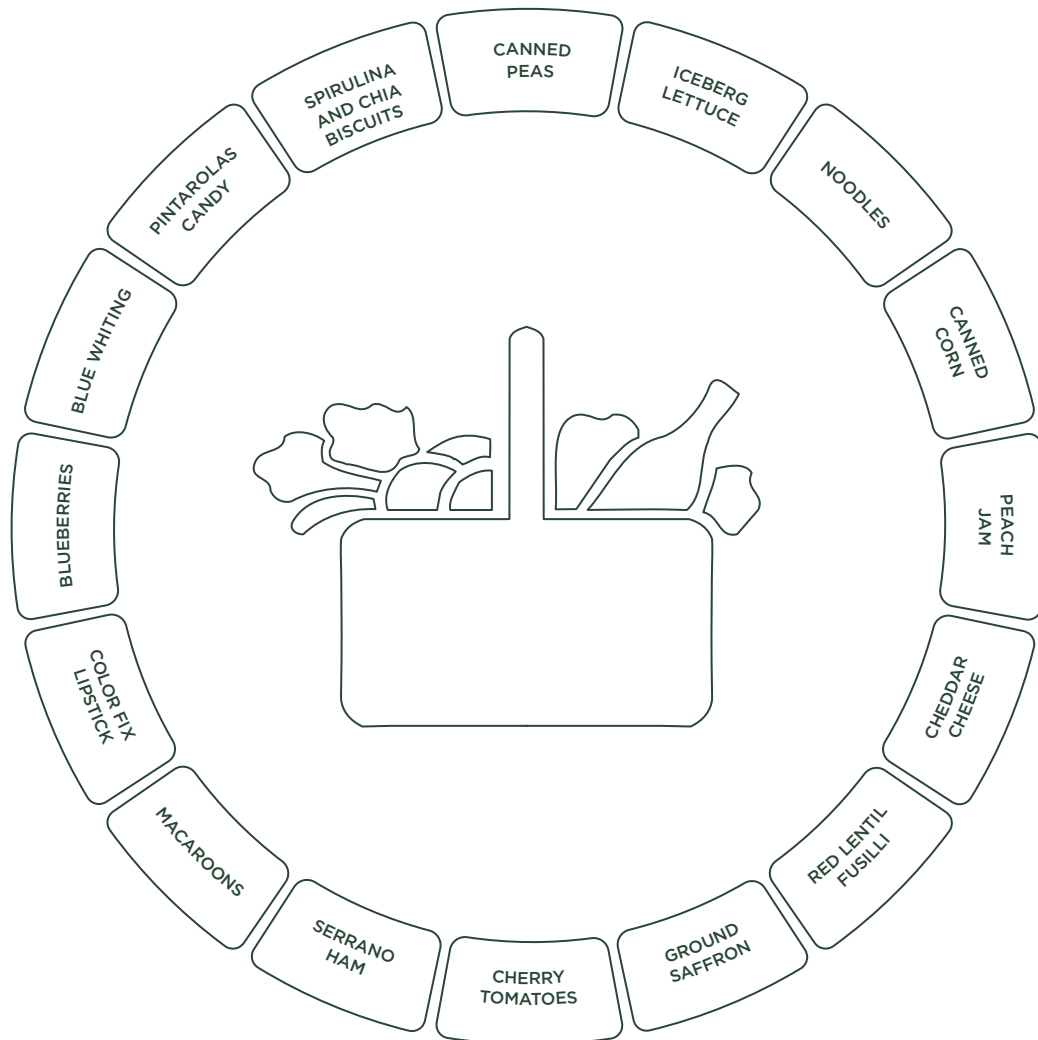 CANNED
PEAS
ICEBERG
LETTUCE
NOODLES
CANNED
CORN
PEACH
JAM
CHEDDAR
CHEESE
RED LENTIL
FUSILLI
GROUND
SAFFRON
CHERRY
TOMATOES
SERRANO
HAM
MACAROONS
COLOR FIX
LIPSTICK
BLUEBERRIES
BLUE WHITING
PINTAROLAS
CANDY
SPIRULINA
AND CHIA
BISCUITS